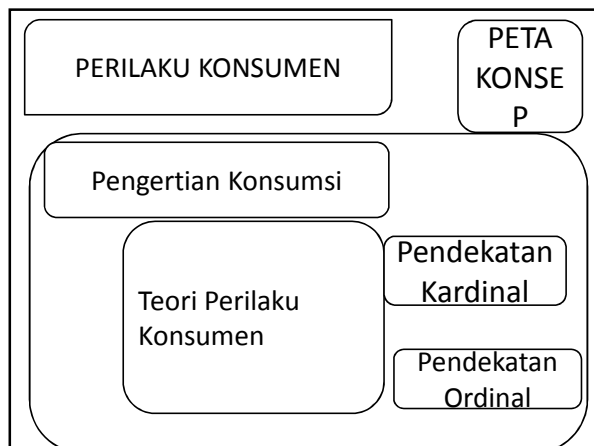 PERILAKU KONSUMEN
PETA
KONSE
P
Pengertian Konsumsi
Teori Perilaku
Konsumen
Pendekatan
Kardinal
Pendekatan
Ordinal